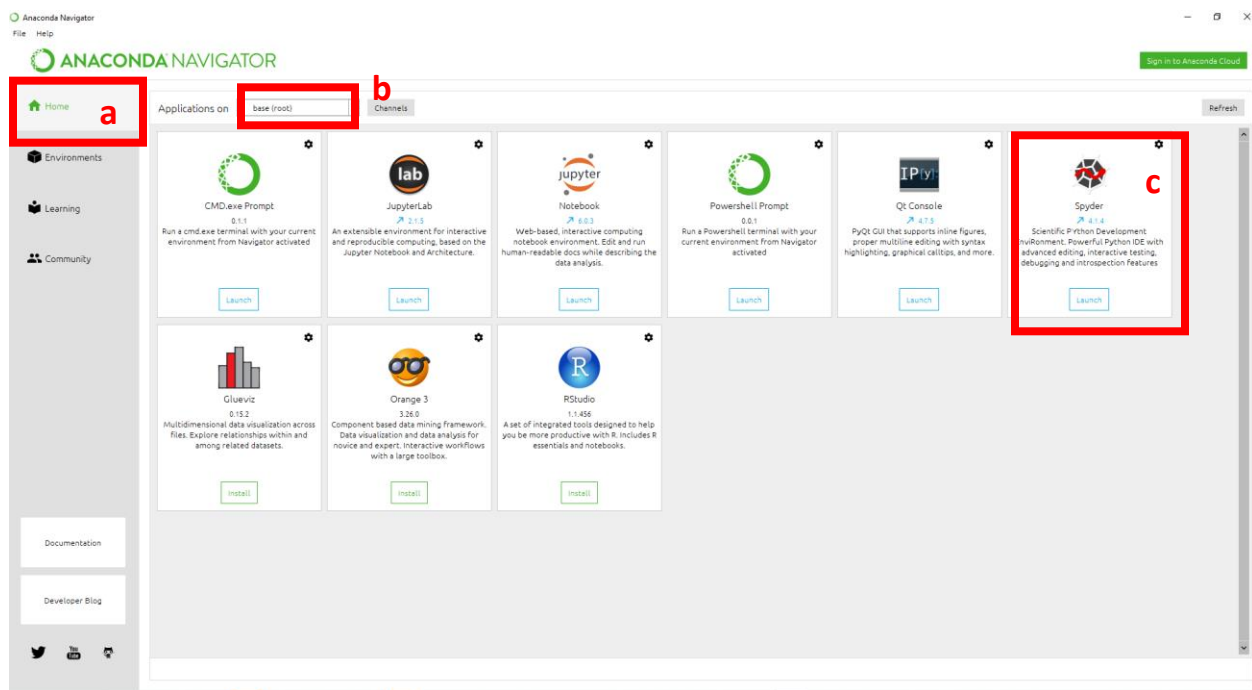 Anaconda Navigator
File Help
ANACONDA NAVIGATOR
Sign in to Anaconda Cloud
Home
a
Applications on
base (root)
b
Channels
Refresh
Environments
Learning
Community
CMD.exe Prompt
0.1.1
Run a cmd.exe terminal with your current
environment from Navigator activated
Launch
lab
JupyterLab
2.1.5
An extensible environment for interactive
and reproducible computing, based on the
Jupyter Notebook and Architecture.
Launch
jupyter
Notebook
6.0.3
Web-based, interactive computing
notebook environment. Edit and run
human-readable docs while describing the
data analysis.
Launch
Powershell Prompt
0.0.1
Run a Powershell terminal with your
current environment from Navigator
activated
Launch
IP[y]:
Qt Console
4.7.5
PyQt GUI that supports inline figures,
proper multiline editing with syntax
highlighting, graphical calltips, and more.
Launch
c
Spyder
4.1.4
Scientific PYthon Development
nviRonment. Powerful Python IDE with
advanced editing, interactive testing,
debugging and introspection features
Launch
Glueviz
0.15.2
Multidimensional data visualization across
files. Explore relationships within and
among related datasets.
Install
Orange 3
3.26.0
Component based data mining framework.
Data visualization and data analysis for
novice and expert. Interactive workflows
with a large toolbox.
Install
R
RStudio
1.1.456
A set of integrated tools designed to help
you be more productive with R. Includes R
essentials and notebooks.
Install
Documentation
Developer Blog
You
Tube